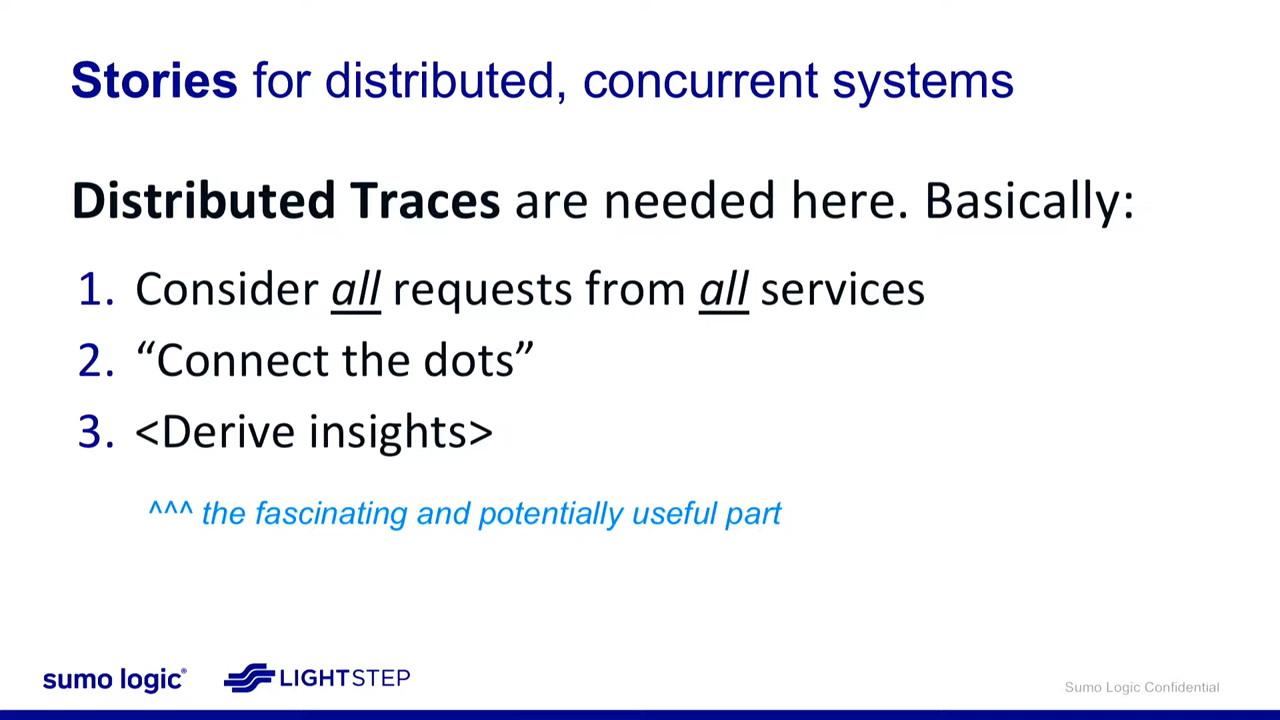 Stories for distributed, concurrent systems
Distributed Traces are needed here. Basically:
1. Consider all requests from all services
2. “Connect the dots”
3. <Derive insights>
^^^ the fascinating and potentially useful part
sumo logic®
LIGHTSTEP
Sumo Logic Confidential